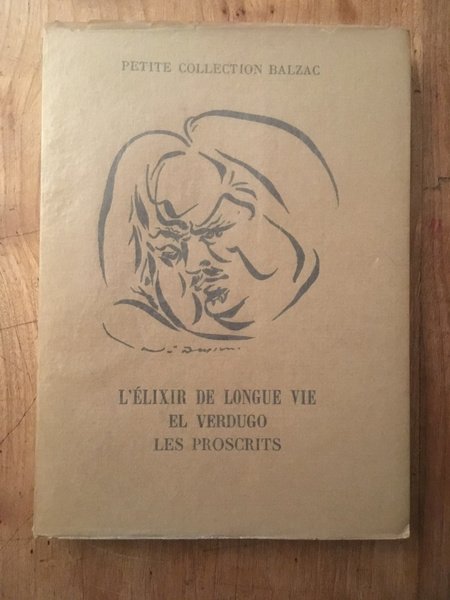 PETITE COLLECTION BALZAC
L'ÉLIXIR DE LONGUE VIE
EL VERDUGO
LES PROSCRITS